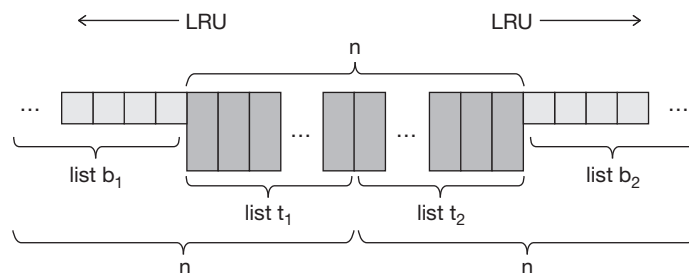 LRU LRU
n
... ... ... ...
list b₁ list b₂
list t₁ list t₂
n n